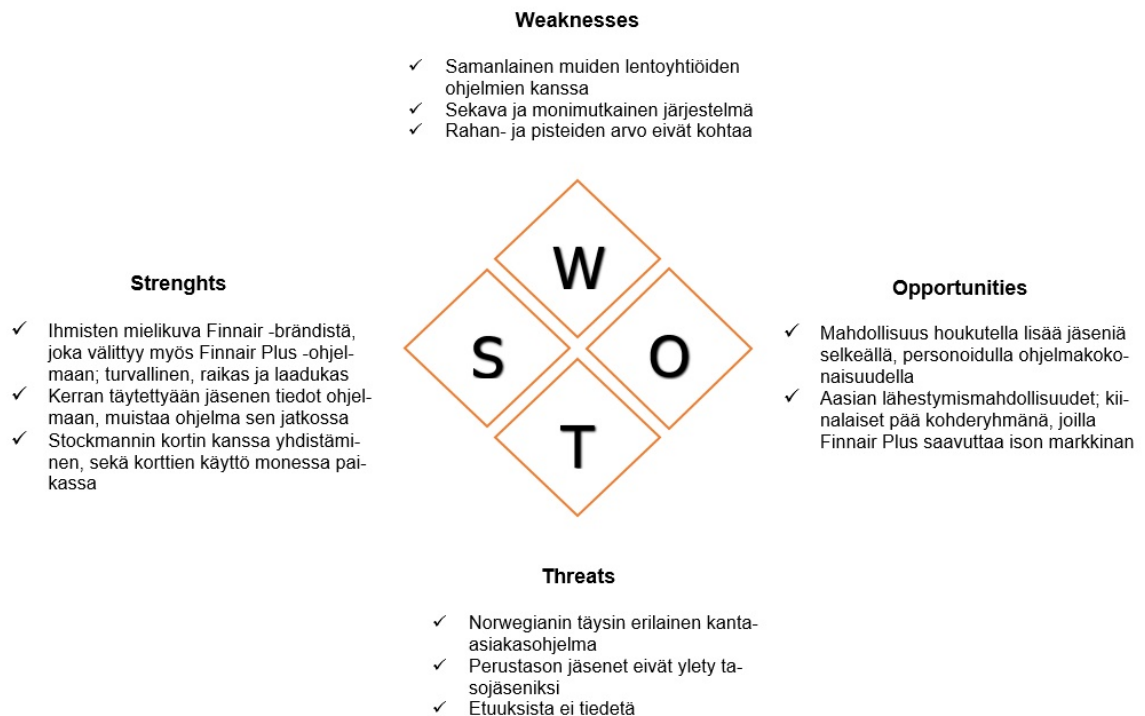 Weaknesses
✓ Samanlainen muiden lentoyhtiöiden
ohjelmien kanssa
✓ Sekava ja monimutkainen järjestelmä
✓ Rahan- ja pisteiden arvo eivät kohtaa
Strenghts
✓ Ihmisten mielikuva Finnair -brändistä,
joka välittyy myös Finnair Plus -ohjel-
maan; turvallinen, raikas ja laadukas
✓ Kerran täytettyään jäsenen tiedot ohjel-
maan, muistaa ohjelma sen jatkossa
✓ Stockmannin kortin kanssa yhdistämi-
nen, sekä korttien käyttö monessa pai-
kassa
W
S
O
T
Opportunities
✓ Mahdollisuus houkutella lisää jäseniä
selkeällä, personoidulla ohjelmakoko-
naisuudella
✓ Aasian lähestymismahdollisuudet; kii-
nalaiset pää kohderyhmänä, joilla
Finnair Plus saavuttaa ison markkinan
Threats
✓ Norwegianin täysin erilainen kanta-
asiakasohjelma
✓ Perustason jäsenet eivät ylety ta-
sojäseniksi
✓ Etuuksista ei tiedetä